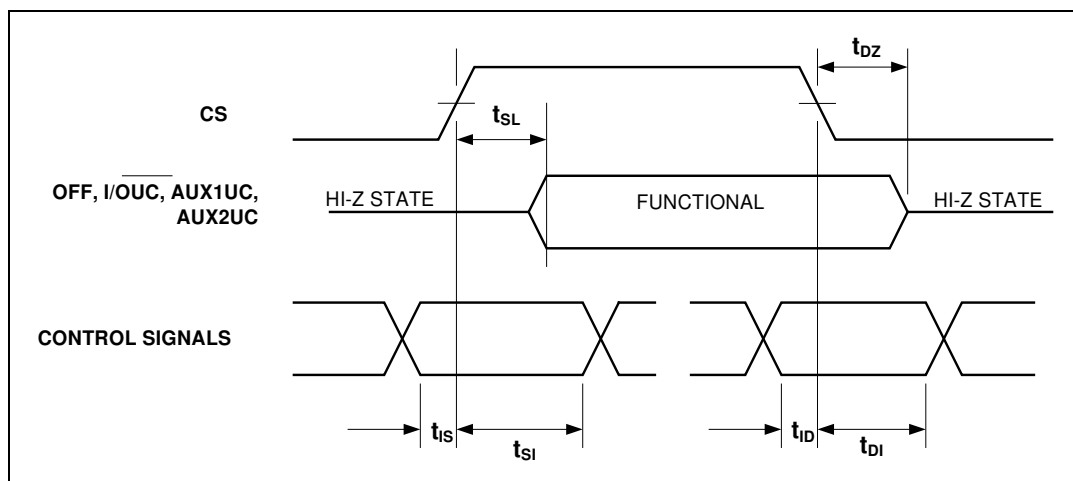 CS
tDZ
tSL
OFF, I/OUC, AUX1UC,
AUX2UC
HI-Z STATE
FUNCTIONAL
HI-Z STATE
CONTROL SIGNALS
tIS
tSI
tID
tDI